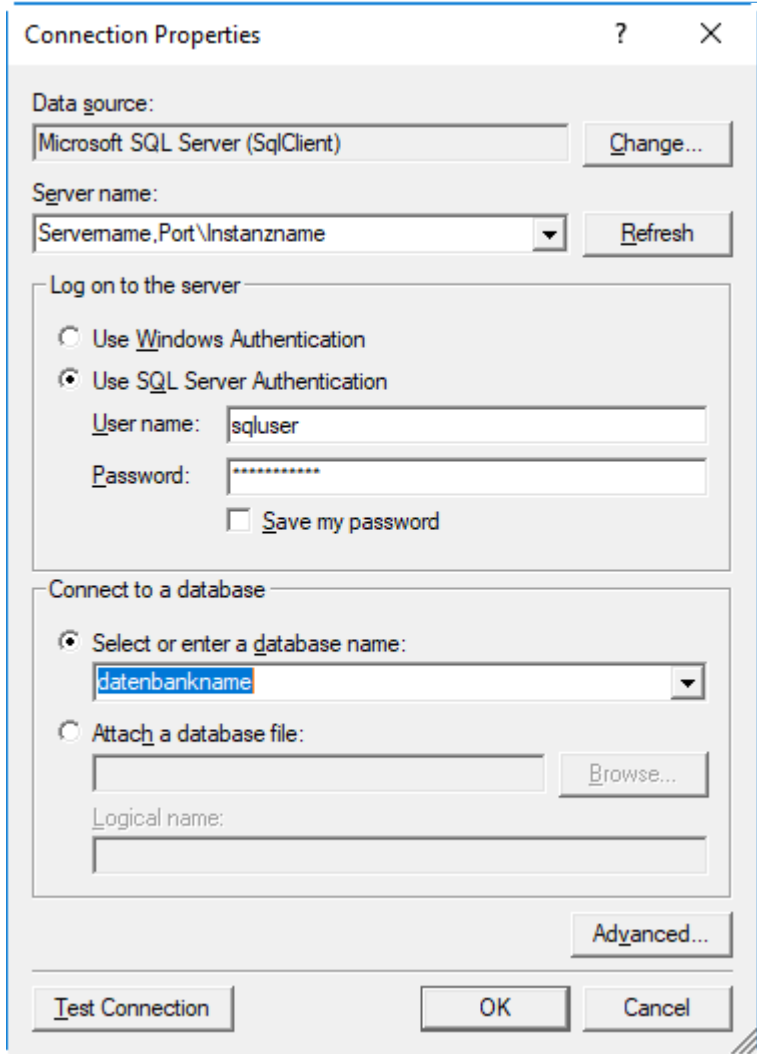 Connection Properties ? ×
Data source:
Microsoft SQL Server (SqlClient) Change...
Server name:
Servername,Port\Instanzname Refresh
Log on to the server
Use Windows Authentication
Use SQL Server Authentication
User name: sqluser
Password: ***********
Save my password
Connect to a database
Select or enter a database name:
datenbankname
Attach a database file:
Browse...
Logical name:
Advanced...
Test Connection OK Cancel